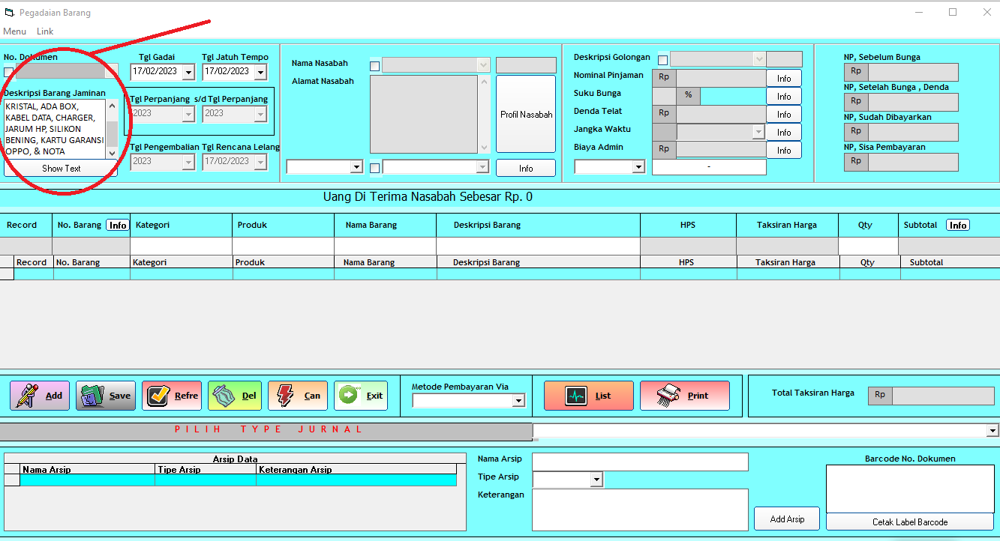 Pegadaian Barang
Menu Link
No. Dokumen
Tgl Gadai Tgl Jatuh Tempo
17/02/2023 17/02/2023
Deskripsi Barang Jaminan
KRISTAL, ADA BOX,
KABEL DATA, CHARGER,
JARUM HP, SILIKON
BENING, KARTU GARANSI
OPPO, & NOTA
Show Text
Tgl Perpanjang s/d Tgl Perpanjang
2023 2023
Tgl Pengembalian Tgl Rencana Lelang
2023 17/02/2023
Nama Nasabah
Alamat Nasabah
Profil Nasabah
Info
Deskripsi Golongan
Nominal Pinjaman Rp Info
Suku Bunga % Info
Denda Telat Rp Info
Jangka Waktu Info
Biaya Admin Rp Info
-
NP, Sebelum Bunga
Rp
NP, Setelah Bunga , Denda
Rp
NP, Sudah Dibayarkan
Rp
NP, Sisa Pembayaran
Rp
Uang Di Terima Nasabah Sebesar Rp. 0
Record No. Barang Info Kategori Produk Nama Barang Deskripsi Barang HPS Taksiran Harga Qty Subtotal Info
Record No. Barang Kategori Produk Nama Barang Deskripsi Barang HPS Taksiran Harga Qty Subtotal
Add Save Refre Del Can Exit
Metode Pembayaran Via
List Print
Total Taksiran Harga Rp
PILIH TYPE JURNAL
Arsip Data
Nama Arsip Tipe Arsip Keterangan Arsip
Nama Arsip
Tipe Arsip
Keterangan
Add Arsip
Barcode No. Dokumen
Cetak Label Barcode